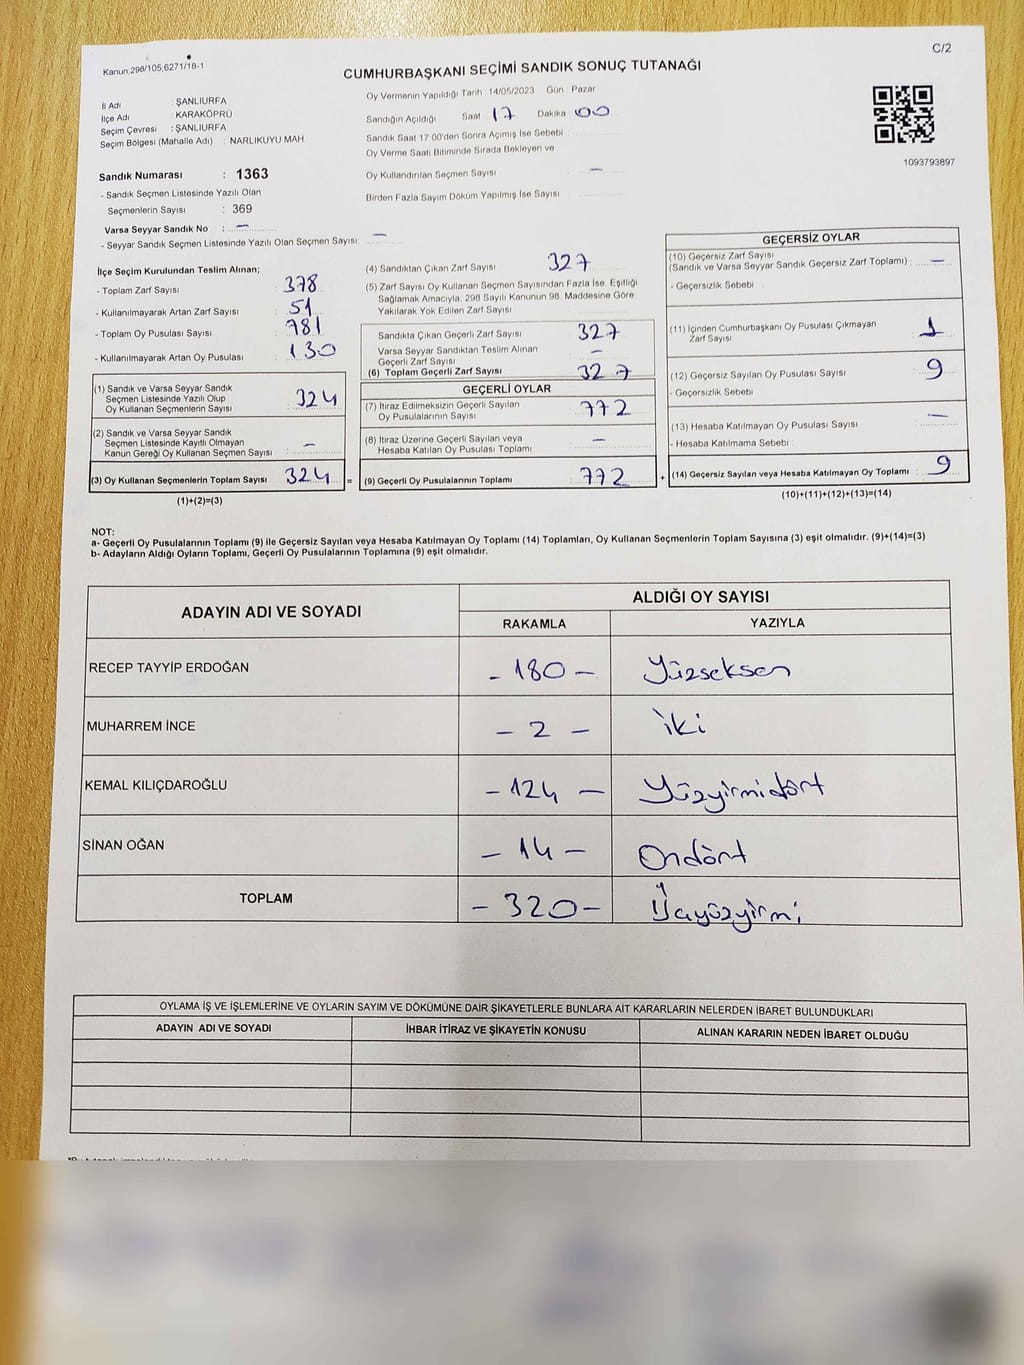 C/2
Kanun:298/105,6271/18-1
CUMHURBAŞKANI SEÇİMİ SANDIK SONUÇ TUTANAĞI
İl Adı : ŞANLIURFA
İlçe Adı : KARAKÖPRÜ
Seçim Çevresi : ŞANLIURFA
Seçim Bölgesi (Mahalle Adı) : NARLIKUYU MAH.
Sandık Numarası : 1363
- Sandık Seçmen Listesinde Yazılı Olan
Seçmenlerin Sayısı : 369
Varsa Seyyar Sandık No : –
- Seyyar Sandık Seçmen Listesinde Yazılı Olan Seçmen Sayısı: –
Oy Vermenin Yapıldığı Tarih : 14/05/2023 Gün : Pazar
Sandığın Açıldığı Saat 17 Dakika 00
Sandık Saat 17.00'den Sonra Açımış İse Sebebi :
Oy Verme Saati Bitiminde Sırada Bekleyen ve
Oy Kullandırılan Seçmen Sayısı –
Birden Fazla Sayım Döküm Yapılmış İse Sayısı :
1093793897
İlçe Seçim Kurulundan Teslim Alınan;
- Toplam Zarf Sayısı : 378
- Kullanılmayarak Artan Zarf Sayısı : 51
- Toplam Oy Pusulası Sayısı : 781
- Kullanılmayarak Artan Oy Pusulası : 130
(1) Sandık ve Varsa Seyyar Sandık
Seçmen Listesinde Yazılı Olup
Oy Kullanan Seçmenlerin Sayısı : 324
(2) Sandık ve Varsa Seyyar Sandık
Seçmen Listesinde Kayıtlı Olmayan
Kanun Gereği Oy Kullanan Seçmen Sayısı : –
(3) Oy Kullanan Seçmenlerin Toplam Sayısı : 324 =
(1)+(2)=(3)
(4) Sandıktan Çıkan Zarf Sayısı 327
(5) Zarf Sayısı Oy Kullanan Seçmen Sayısından Fazla İse, Eşitliği
Sağlamak Amacıyla, 298 Sayılı Kanunun 98. Maddesine Göre
Yakılarak Yok Edilen Zarf Sayısı :
Sandıkta Çıkan Geçerli Zarf Sayısı 327
Varsa Seyyar Sandıktan Teslim Alınan
Geçerli Zarf Sayısı –
(6) Toplam Geçerli Zarf Sayısı 327
GEÇERLİ OYLAR
(7) İtiraz Edilmeksizin Geçerli Sayılan
Oy Pusulalarının Sayısı : 772
(8) İtiraz Üzerine Geçerli Sayılan veya
Hesaba Katılan Oy Pusulası Toplamı : –
(9) Geçerli Oy Pusulalarının Toplamı : 772 +
GEÇERSİZ OYLAR
(10) Geçersiz Zarf Sayısı
(Sandık ve Varsa Seyyar Sandık Geçersiz Zarf Toplamı) : –
- Geçersizlik Sebebi :
(11) İçinden Cumhurbaşkanı Oy Pusulası Çıkmayan
Zarf Sayısı : 1
(12) Geçersiz Sayılan Oy Pusulası Sayısı : 9
- Geçersizlik Sebebi
(13) Hesaba Katılmayan Oy Pusulası Sayısı : –
- Hesaba Katılmama Sebebi :
(14) Geçersiz Sayılan veya Hesaba Katılmayan Oy Toplamı : 9
(10)+(11)+(12)+(13)=(14)
NOT:
a- Geçerli Oy Pusulalarının Toplamı (9) ile Geçersiz Sayılan veya Hesaba Katılmayan Oy Toplamı (14) Toplamları, Oy Kullanan Seçmenlerin Toplam Sayısına (3) eşit olmalıdır. (9)+(14)=(3)
b- Adayların Aldığı Oyların Toplamı, Geçerli Oy Pusulalarının Toplamına (9) eşit olmalıdır.
ADAYIN ADI VE SOYADI
ALDIĞI OY SAYISI
RAKAMLA YAZIYLA
RECEP TAYYİP ERDOĞAN - 180 - Yüzseksen
MUHARREM İNCE - 2 - iki
KEMAL KILIÇDAROĞLU - 124 - Yüzyirmidört
SİNAN OĞAN - 14 - Ondört
TOPLAM - 320 - Üçyüzyirmi
OYLAMA İŞ VE İŞLEMLERİNE VE OYLARIN SAYIM VE DÖKÜMÜNE DAİR ŞİKAYETLERLE BUNLARA AİT KARARLARIN NELERDEN İBARET BULUNDUKLARI
ADAYIN ADI VE SOYADI İHBAR İTİRAZ VE ŞİKAYETİN KONUSU ALINAN KARARIN NEDEN İBARET OLDUĞU